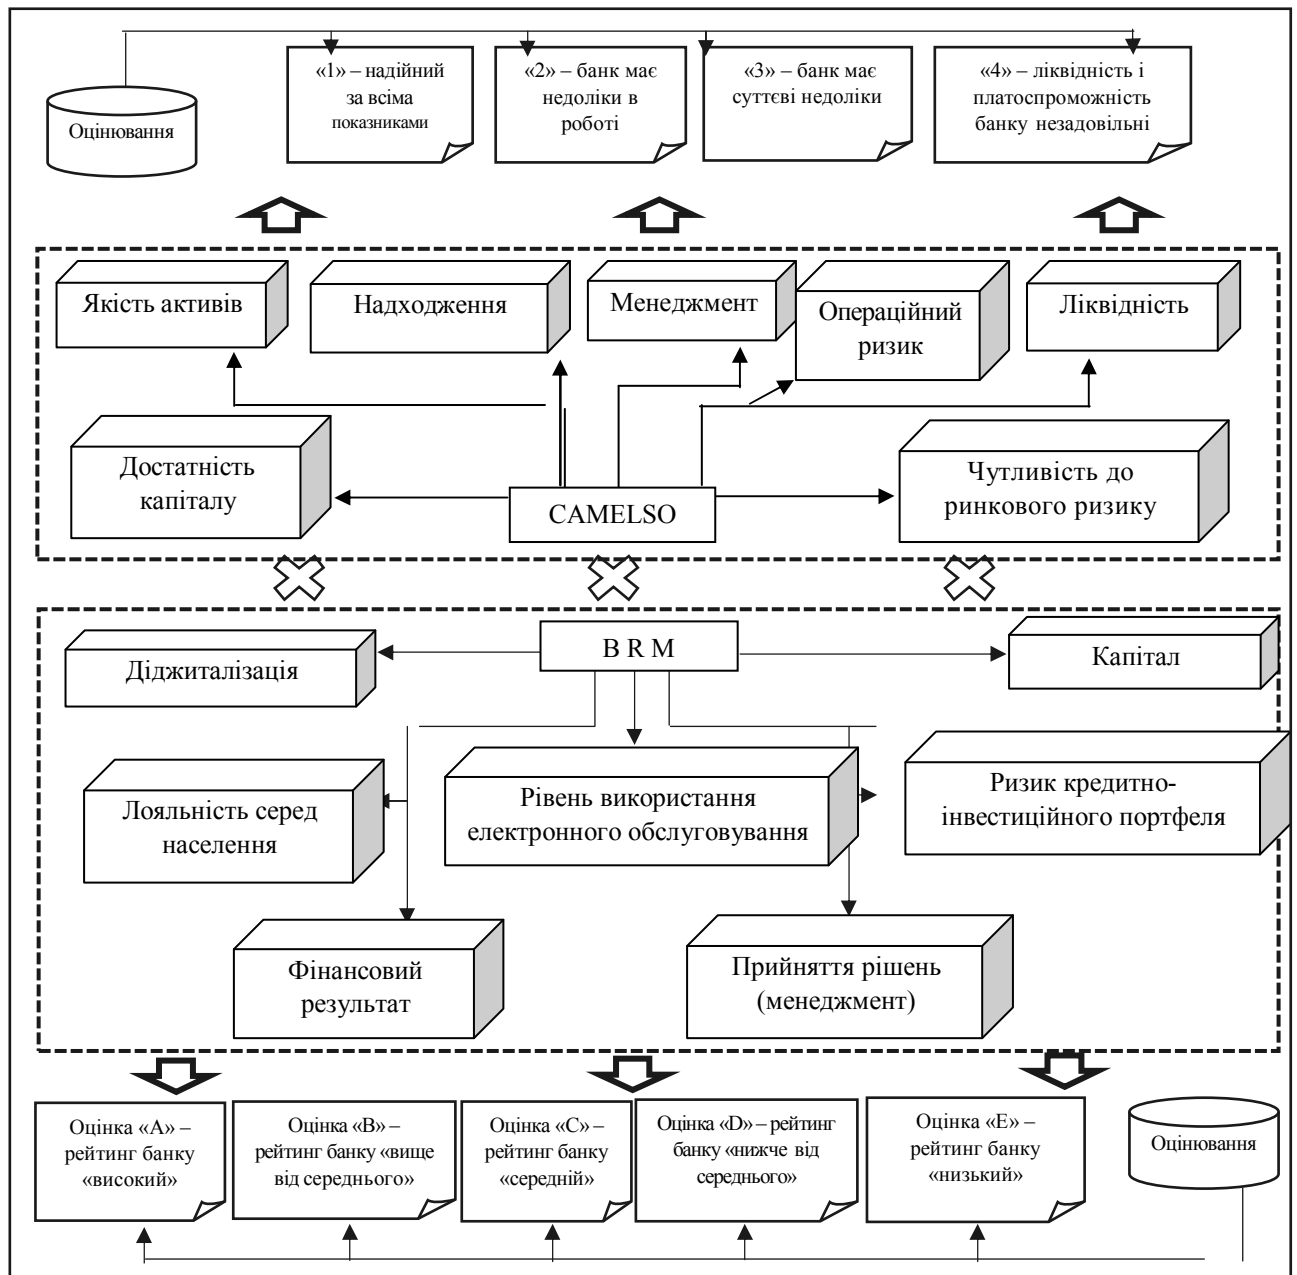 Оцінювання
«1» – надійний
за всіма
показниками
«2» – банк має
недоліки в
роботі
«3» – банк має
суттєві недоліки
«4» – ліквідність і
платоспроможність
банку незадовільні
Якість активів
Надходження
Менеджмент
Операційний
ризик
Ліквідність
Достатність
капіталу
CAMELSO
Чутливість до
ринкового ризику
B R M
Діджиталізація
Капітал
Лояльність серед
населення
Рівень використання
електронного обслуговування
Ризик кредитно-
інвестиційного портфеля
Фінансовий
результат
Прийняття рішень
(менеджмент)
Оцінка «А» –
рейтинг банку
«високий»
Оцінка «В» –
рейтинг банку «вище
від середнього»
Оцінка «С» –
рейтинг банку
«середній»
Оцінка «D» – рейтинг
банку «нижче від
середнього»
Оцінка «Е» –
рейтинг банку
«низький»
Оцінювання